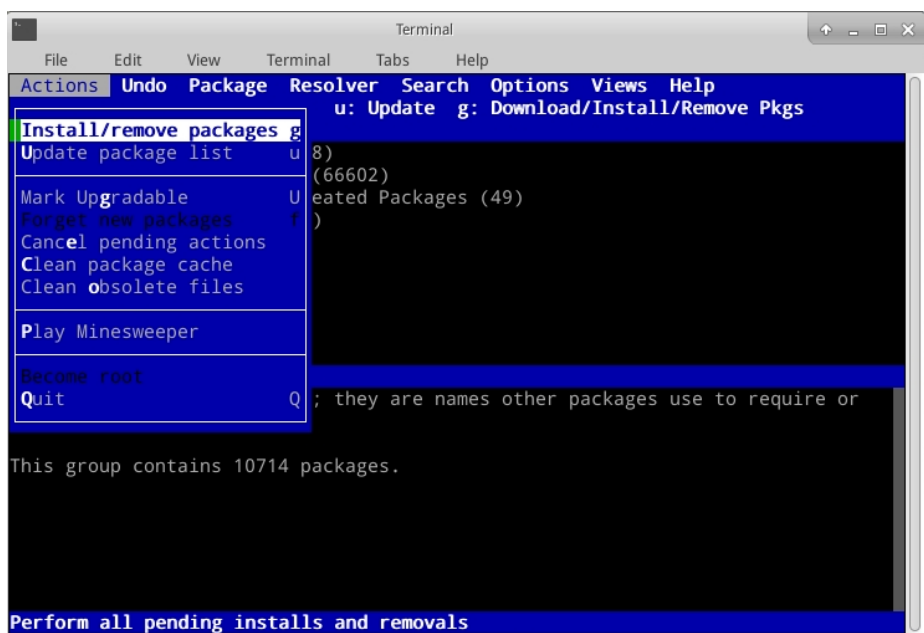 Terminal
File Edit View Terminal Tabs Help
Actions Undo Package Resolver Search Options Views Help
u: Update g: Download/Install/Remove Pkgs
Install/remove packages g
Update package list u 8)
(66602)
Mark Upgradable U eated Packages (49)
Forget new packages f )
Cancel pending actions
Clean package cache
Clean obsolete files
Play Minesweeper
Become root
Quit Q ; they are names other packages use to require or
This group contains 10714 packages.
Perform all pending installs and removals